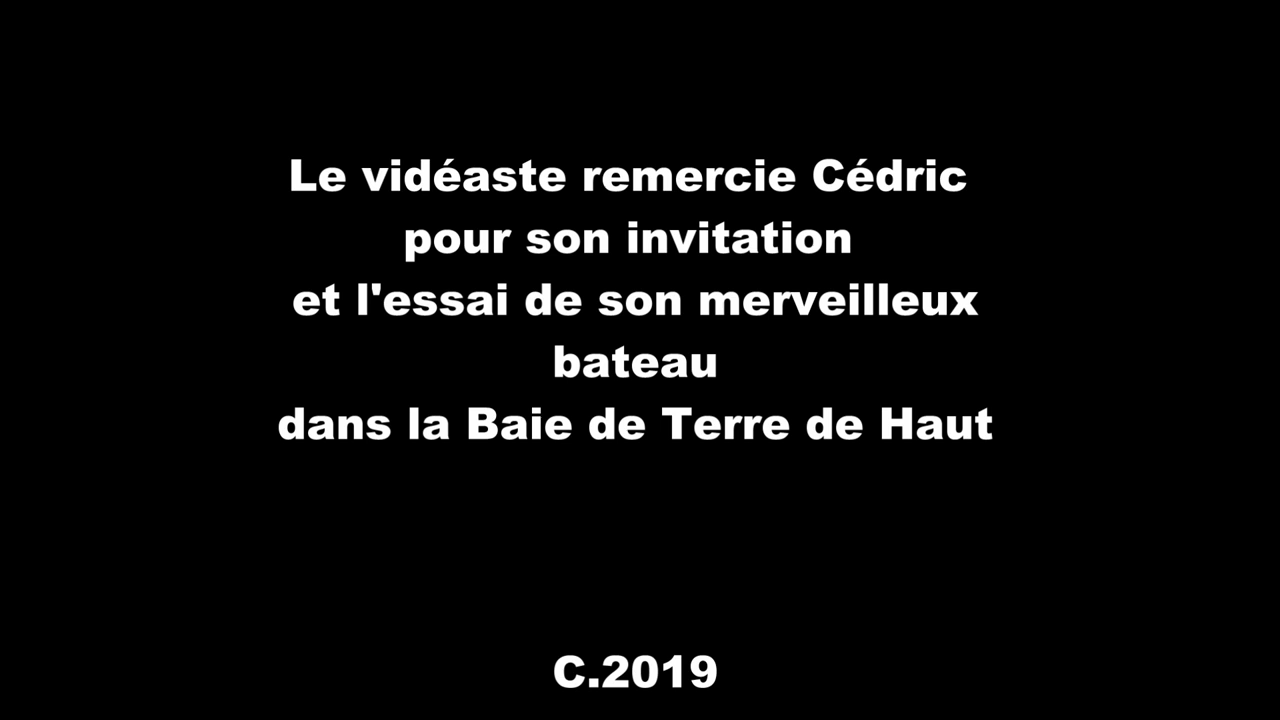 Le vidéaste remercie Cédric
pour son invitation
et l'essai de son merveilleux
bateau
dans la Baie de Terre de Haut
C.2019